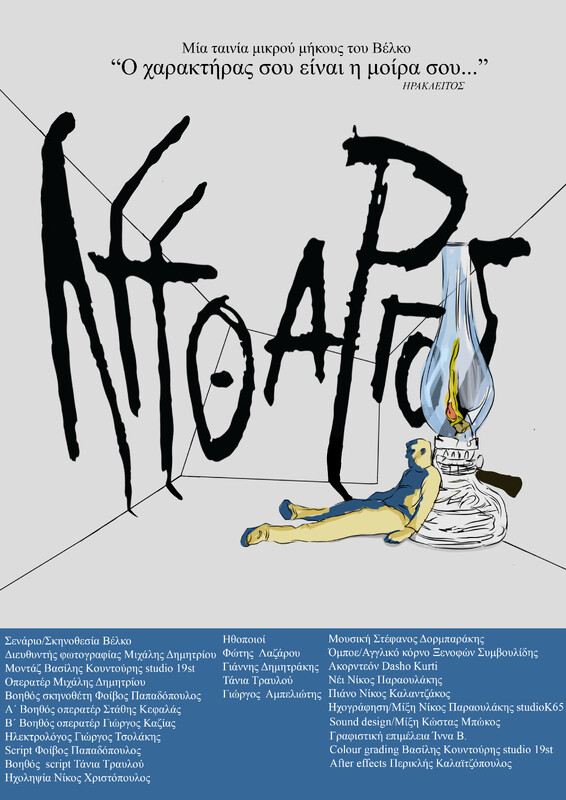 Μία ταινία μικρού μήκους του Βέλκο
“Ο χαρακτήρας σου είναι η μοίρα σου...”
ΗΡΑΚΛΕΙΤΟΣ
ΛΗΘΑΡΓΟΣ
Σενάριο/Σκηνοθεσία Βέλκο
Διευθυντής φωτογραφίας Μιχάλης Δημητρίου
Μοντάζ Βασίλης Κουντούρης studio 19st
Οπερατέρ Μιχάλης Δημητρίου
Βοηθός σκηνοθέτη Φοίβος Παπαδόπουλος
Α΄ Βοηθός οπερατέρ Στάθης Κεφαλάς
Β΄ Βοηθός οπερατέρ Γιώργος Καζίας
Ηλεκτρολόγος Γιώργος Τσολάκης
Script Φοίβος Παπαδόπουλος
Βοηθός script Τάνια Τραυλού
Ηχοληψία Νίκος Χριστόπουλος
Ηθοποιοί
Φώτης Λαζάρου
Γιάννης Δημητράκης
Τάνια Τραυλού
Γιώργος Αμπελιώτης
Μουσική Στέφανος Δορμπαράκης
Όμποε/Αγγλικό κόρνο Ξενοφών Συμβουλίδης
Ακορντεόν Dasho Kurti
Νέι Νίκος Παραουλάκης
Πιάνο Νίκος Καλαντζάκος
Ηχογράφηση/Μίξη Νίκος Παραουλάκης studioK65
Sound design/Μίξη Κώστας Μπώκος
Γραφιστική επιμέλεια Ίννα Β.
Colour grading Βασίλης Κουντούρης studio 19st
After effects Περικλής Καλαϊτζόπουλος